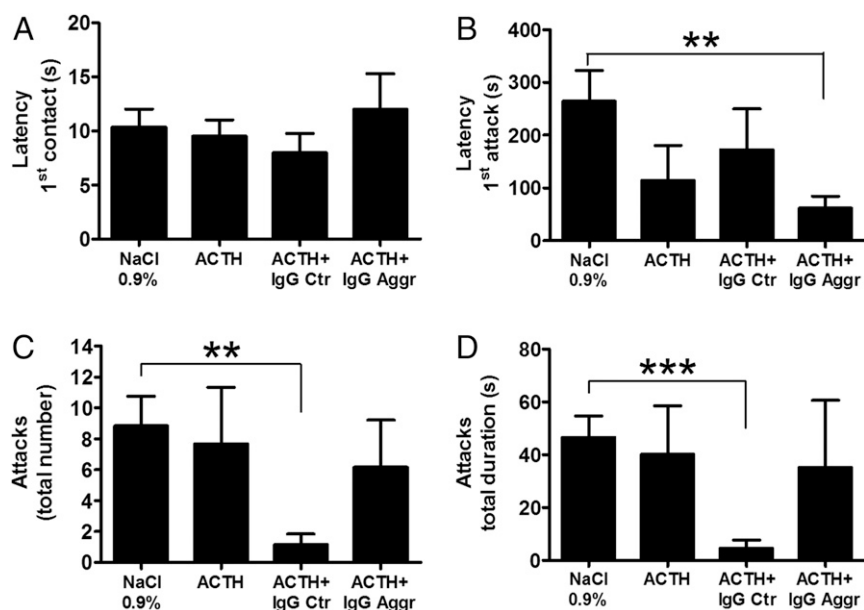 A
Latency
1st contact (s)
20
15
10
5
0
NaCl
0.9%
ACTH
ACTH+
IgG Ctr
ACTH+
IgG Aggr
B
Latency
1st attack (s)
400
300
200
100
0
**
NaCl
0.9%
ACTH
ACTH+
IgG Ctr
ACTH+
IgG Aggr
C
Attacks
(total number)
14
12
10
8
6
4
2
0
**
NaCl
0.9%
ACTH
ACTH+
IgG Ctr
ACTH+
IgG Aggr
D
Attacks
total duration (s)
80
60
40
20
0
***
NaCl
0.9%
ACTH
ACTH+
IgG Ctr
ACTH+
IgG Aggr